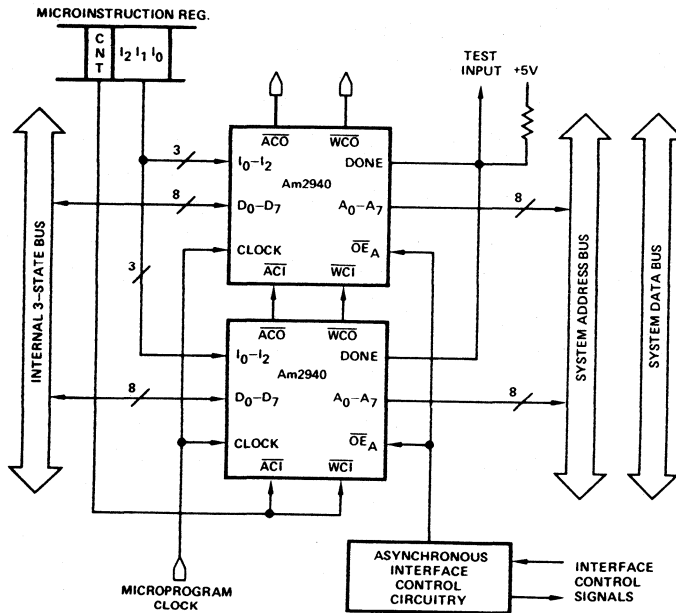 MICROINSTRUCTION REG.
CNT
I2 I1 I0
TEST
INPUT
+5V
ACO
WCO
3
I0–I2
DONE
Am2940
8
D0–D7
A0–A7
8
CLOCK
OEA
ACI
WCI
3
ACO
WCO
I0–I2
DONE
Am2940
8
D0–D7
A0–A7
8
CLOCK
OEA
ACI
WCI
INTERNAL 3–STATE BUS
SYSTEM ADDRESS BUS
SYSTEM DATA BUS
MICROPROGRAM
CLOCK
ASYNCHRONOUS
INTERFACE
CONTROL
CIRCUITRY
INTERFACE
CONTROL
SIGNALS